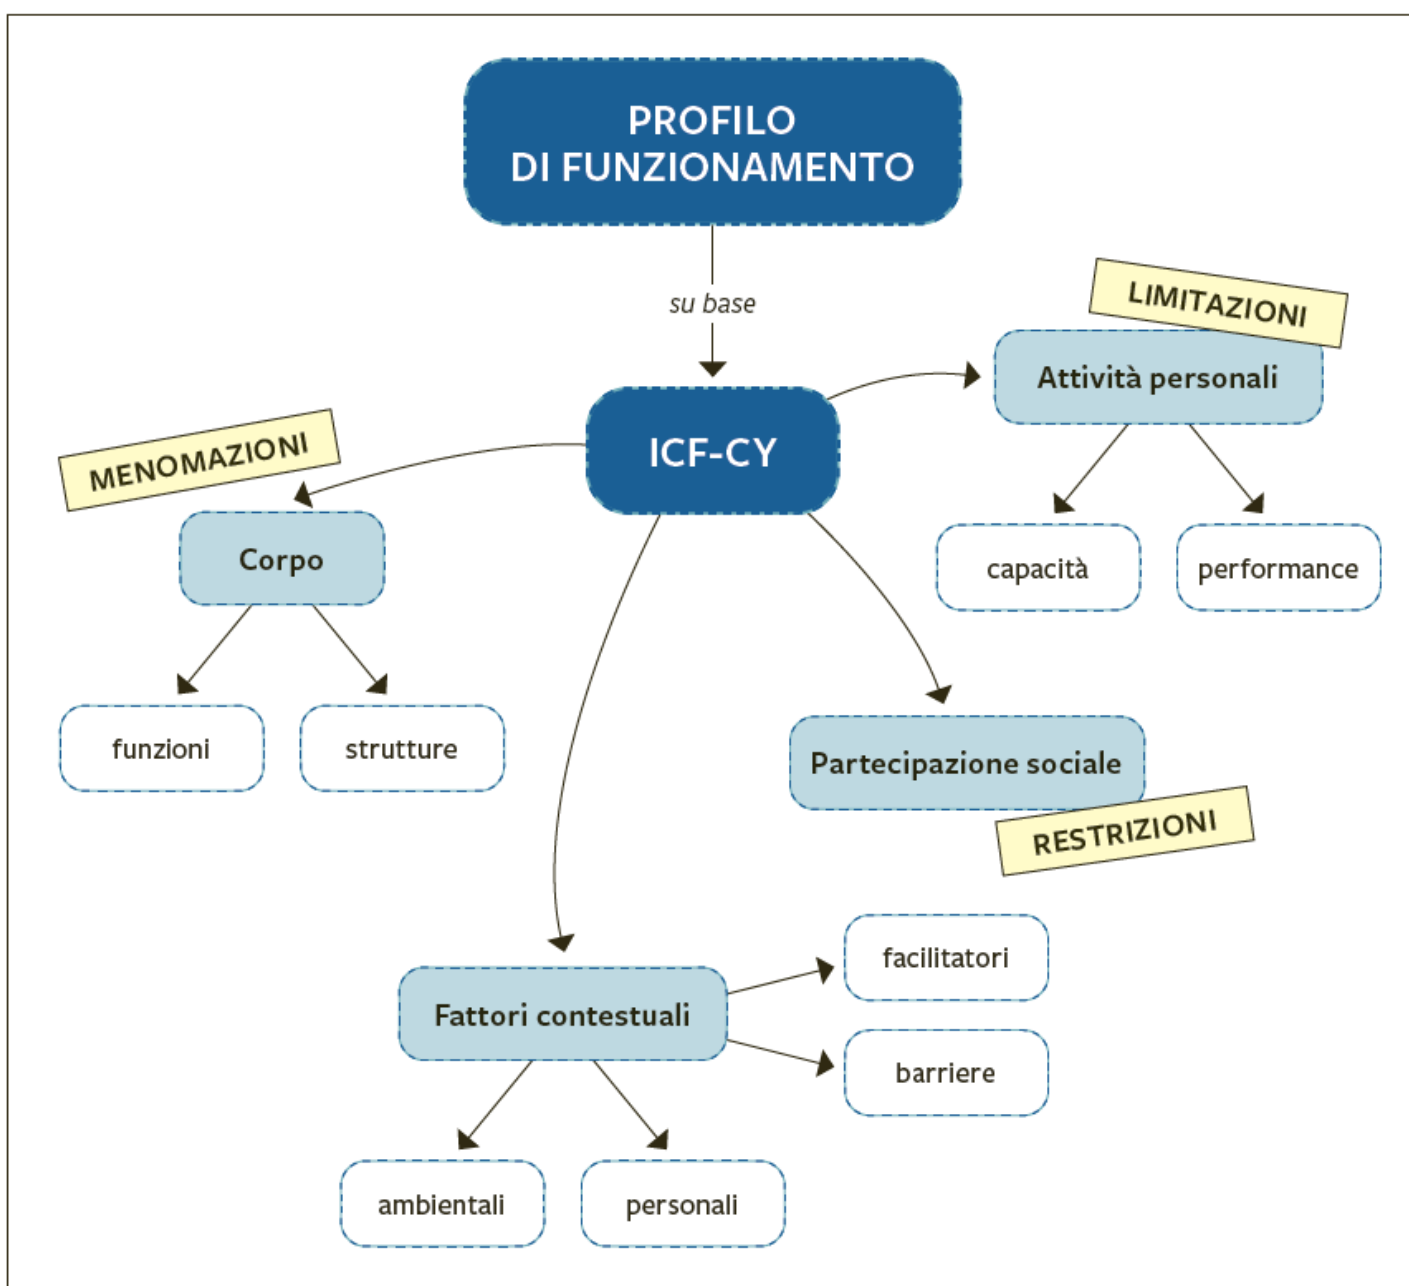 PROFILO
DI FUNZIONAMENTO
su base
LIMITAZIONI
Attività personali
ICF-CY
MENOMAZIONI
Corpo
capacità
performance
funzioni
strutture
Partecipazione sociale
RESTRIZIONI
facilitatori
Fattori contestuali
barriere
ambientali
personali